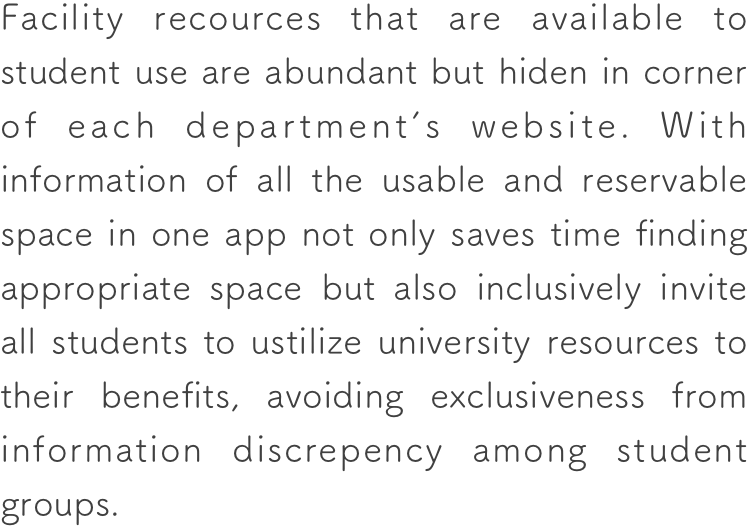 Facility recources that are available to
student use are abundant but hiden in corner
of each department's website. With
information of all the usable and reservable
space in one app not only saves time finding
appropriate space but also inclusively invite
all students to ustilize university resources to
their benefits, avoiding exclusiveness from
information discrepency among student
groups.